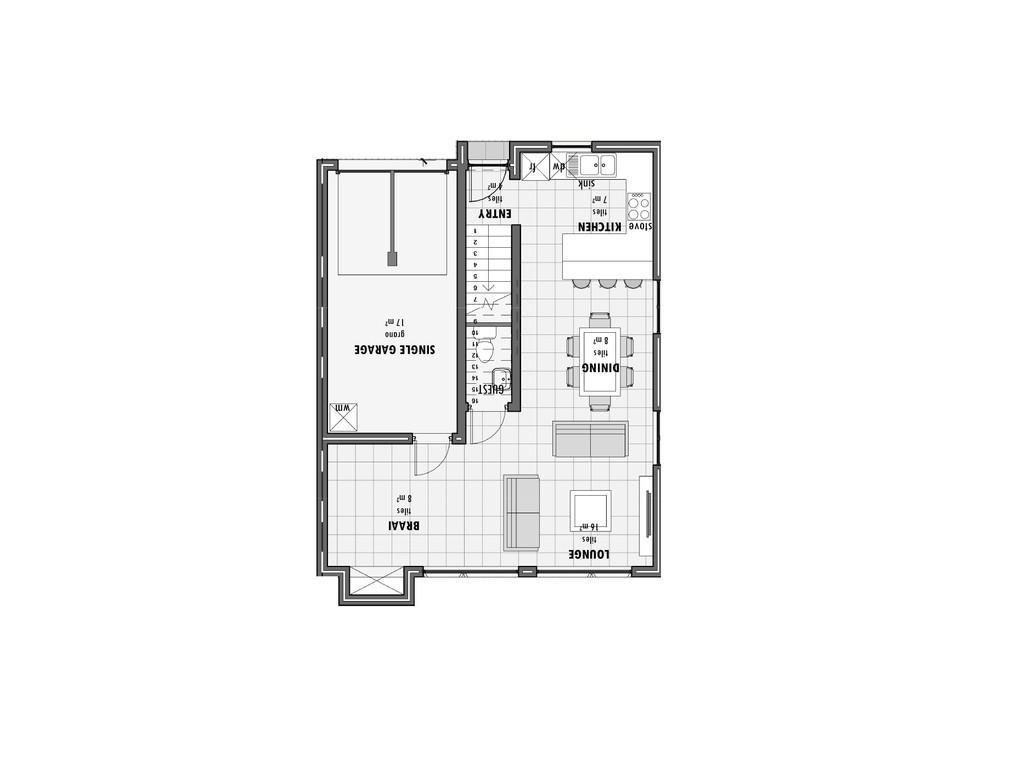 LOUNGE
tiles
16 m²
BRAAI
tiles
8 m²
wm
GUEST
16
15
14
13
12
11
10
9
7
6
5
4
3
2
1
DINING
tiles
8 m²
SINGLE GARAGE
grano
17 m²
stove
KITCHEN
tiles
7 m²
ENTRY
tiles
4 m²
sink
dw
fr